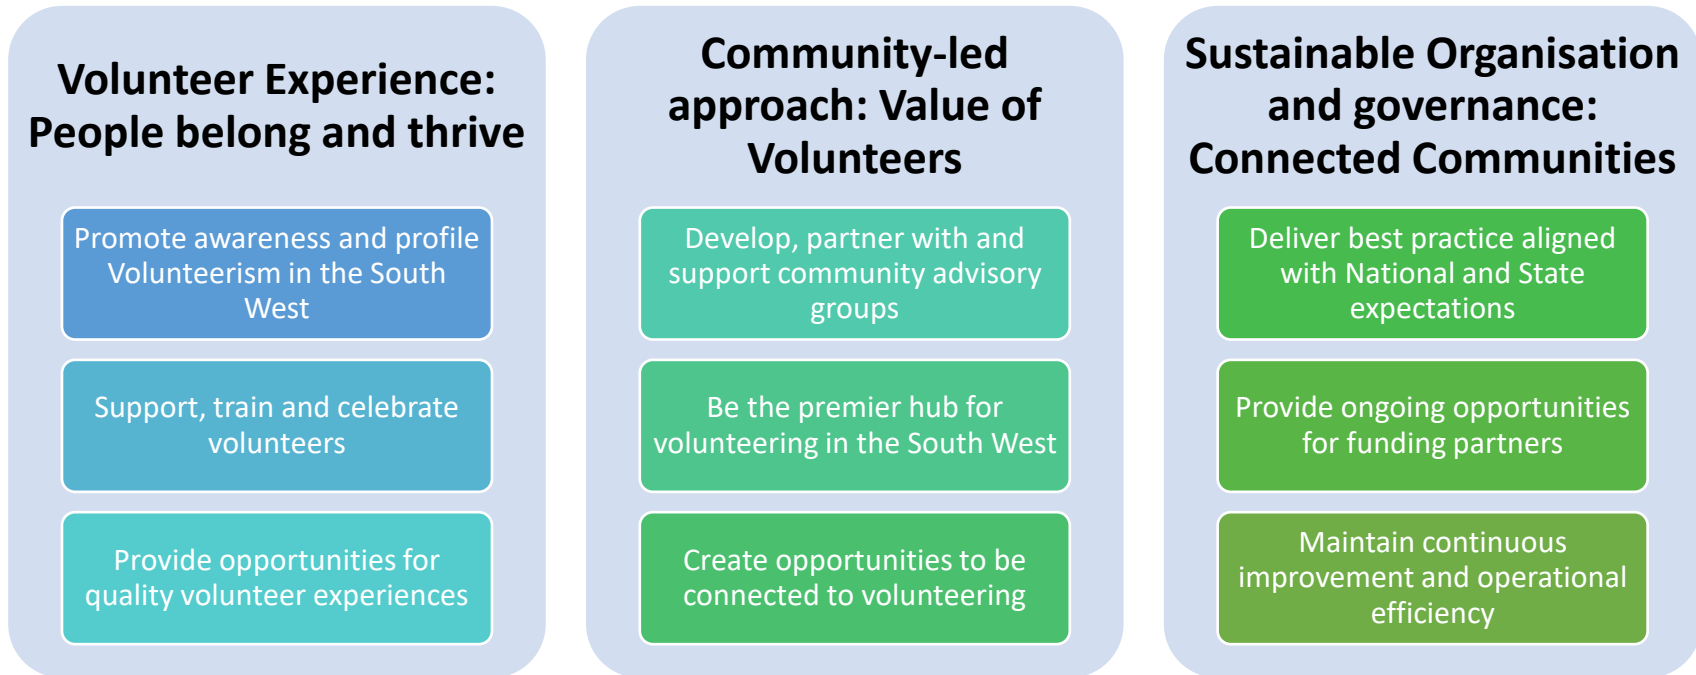 Volunteer Experience:
People belong and thrive
Promote awareness and profile
Volunteerism in the South
West
Support, train and celebrate
volunteers
Provide opportunities for
quality volunteer experiences
Community-led
approach: Value of
Volunteers
Develop, partner with and
support community advisory
groups
Be the premier hub for
volunteering in the South West
Create opportunities to be
connected to volunteering
Sustainable Organisation
and governance:
Connected Communities
Deliver best practice aligned
with National and State
expectations
Provide ongoing opportunities
for funding partners
Maintain continuous
improvement and operational
efficiency